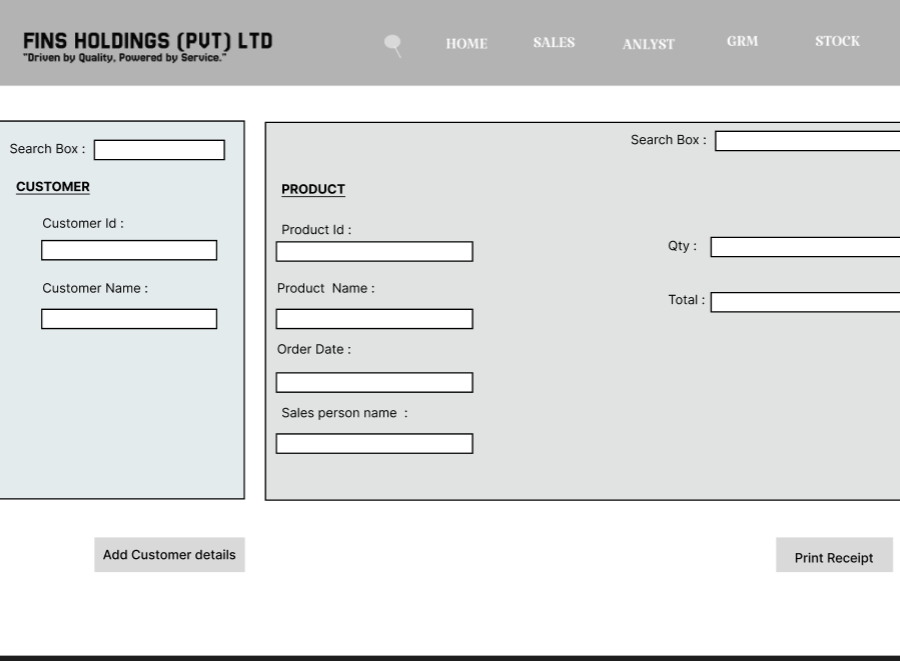 FINS HOLDINGS (PVT) LTD
"Driven by Quality, Powered by Service."
HOME
SALES
ANLYST
GRM
STOCK
Search Box :
CUSTOMER
Customer Id :
Customer Name :
Search Box :
PRODUCT
Product Id :
Qty :
Product  Name :
Total :
Order Date :
Sales person name  :
Add Customer details
Print Receipt